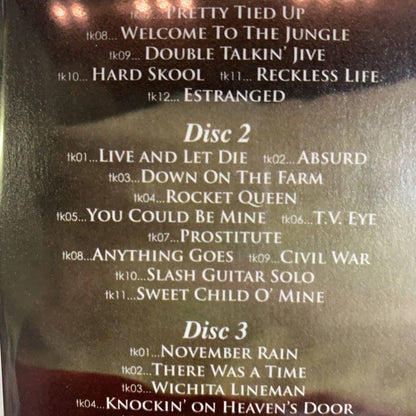 Pretty Tied Up
tk08...Welcome To The Jungle
tk09... Double Talkin' Jive
tk10... Hard Skool tk11... Reckless Life
tk12... Estranged
Disc 2
tk01...Live and Let Die tk02...Absurd
tk03...Down On The Farm
tk04...Rocket Queen
tk05...You Could Be Mine tk06...T.V. Eye
tk07...Prostitute
tk08...Anything Goes tk09...Civil War
tk10...Slash Guitar Solo
tk11...Sweet Child O' Mine
Disc 3
tk01...November Rain
tk02...There Was a Time
tk03...Wichita Lineman
tk04...Knockin' on Heaven's Door